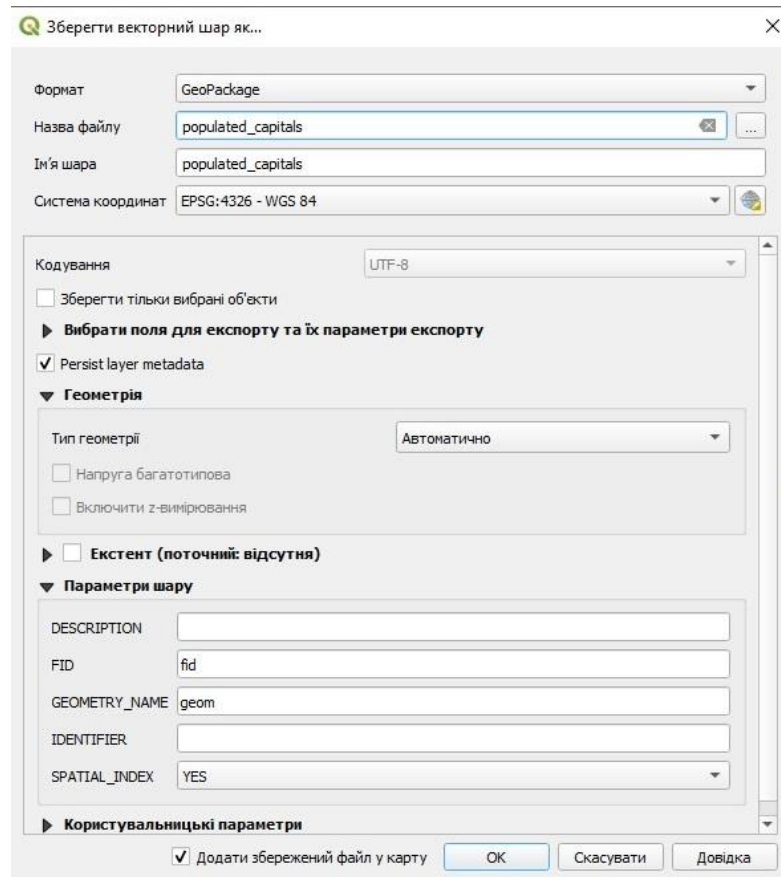 Зберегти векторний шар як...
Формат GeoPackage
Назва файлу populated_capitals ...
Ім'я шара populated_capitals
Система координат EPSG:4326 - WGS 84
Кодування UTF-8
Зберегти тільки вибрані об'єкти
Вибрати поля для експорту та їх параметри експорту
Persist layer metadata
Геометрія
Тип геометрії Автоматично
Напруга багатотипова
Включити z-вимірювання
Екстент (поточний: відсутня)
Параметри шару
DESCRIPTION
FID fid
GEOMETRY_NAME geom
IDENTIFIER
SPATIAL_INDEX YES
Користувальницькі параметри
Додати збережений файл у карту OK Скасувати Довідка